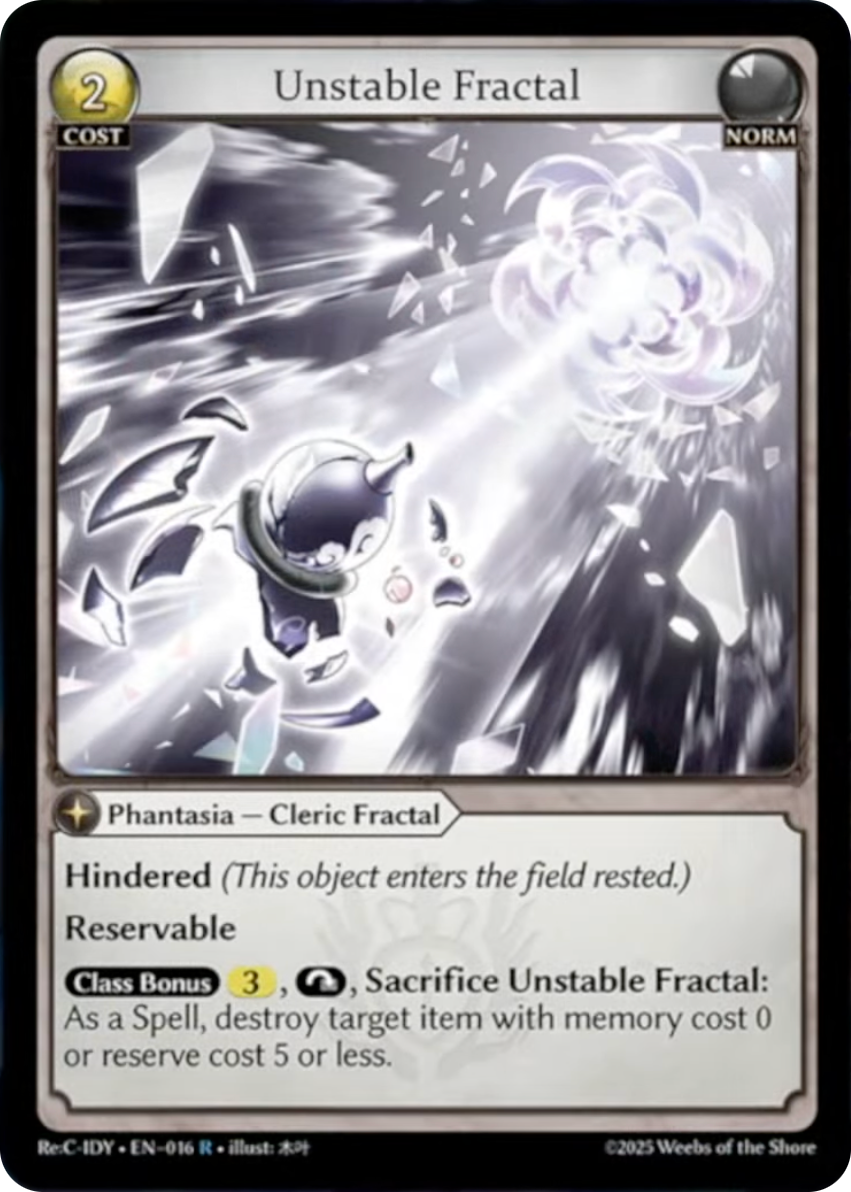 2
Unstable Fractal
COST
NORM
Phantasia — Cleric Fractal
Hindered (This object enters the field rested.)
Reservable
Class Bonus 3 , , Sacrifice Unstable Fractal:
As a Spell, destroy target item with memory cost 0
or reserve cost 5 or less.
Re:C-IDY • EN-016 R • illust: 木叶
©2025 Weebs of the Shore